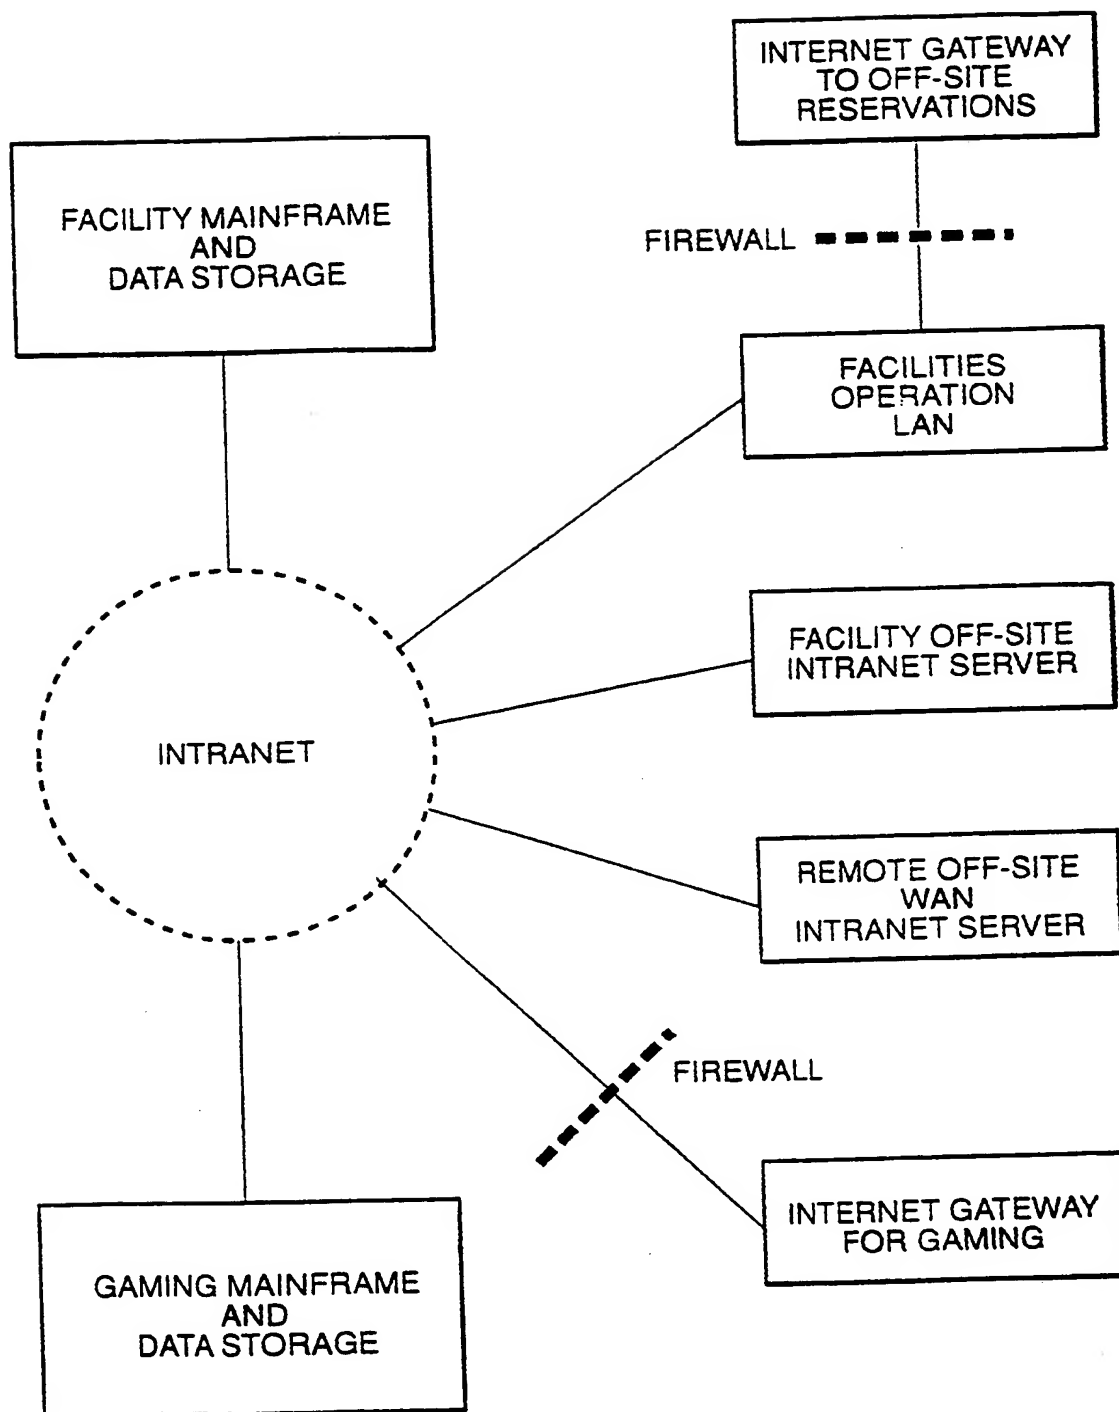 INTERNET GATEWAY
TO OFF-SITE
RESERVATIONS
FACILITY MAINFRAME
AND
DATA STORAGE
FIREWALL
FACILITIES
OPERATION
LAN
FACILITY OFF-SITE
INTRANET SERVER
INTRANET
REMOTE OFF-SITE
WAN
INTRANET SERVER
FIREWALL
INTERNET GATEWAY
FOR GAMING
GAMING MAINFRAME
AND
DATA STORAGE